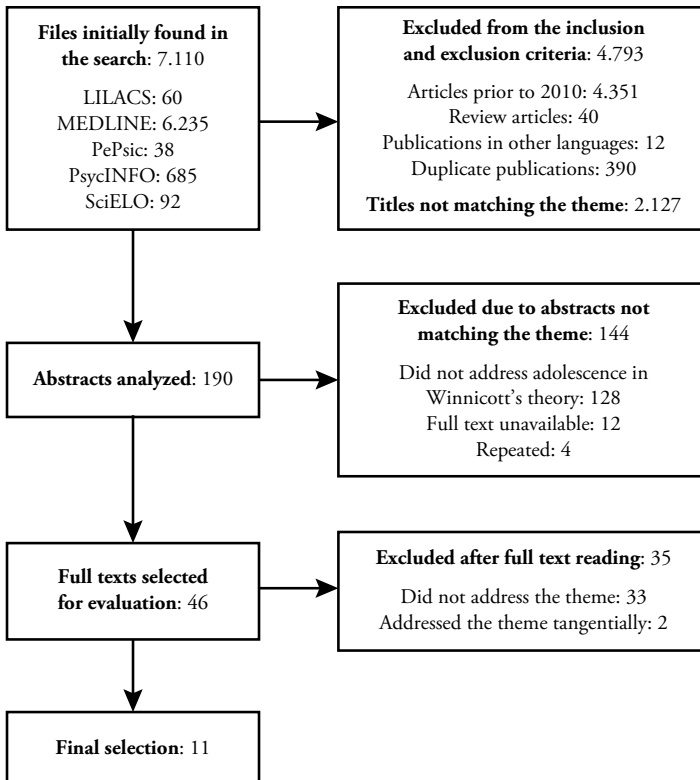 Files initially found in
the search: 7.110
LILACS: 60
MEDLINE: 6.235
PePsic: 38
PsycINFO: 685
SciELO: 92
Excluded from the inclusion
and exclusion criteria: 4.793
Articles prior to 2010: 4.351
Review articles: 40
Publications in other languages: 12
Duplicate publications: 390
Titles not matching the theme: 2.127
Abstracts analyzed: 190
Excluded due to abstracts not
matching the theme: 144
Did not address adolescence in
Winnicott’s theory: 128
Full text unavailable: 12
Repeated: 4
Full texts selected
for evaluation: 46
Excluded after full text reading: 35
Did not address the theme: 33
Addressed the theme tangentially: 2
Final selection: 11